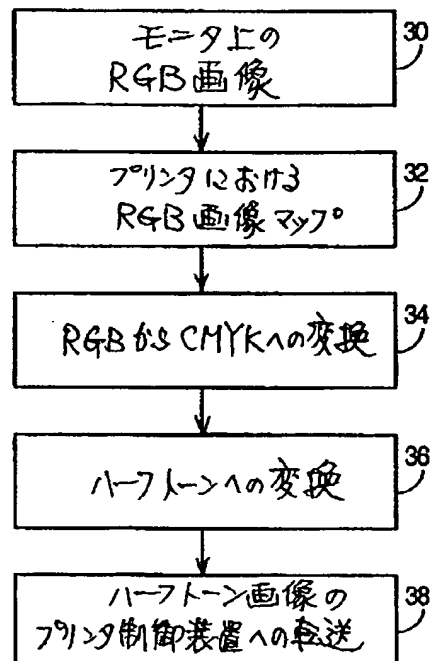 モニタ上の
RGB画像
30
プリンタにおける
RGB画像マップ
32
RGBからCMYKへの変換
34
ハーフトーンへの変換
36
ハーフトーン画像の
プリンタ制御装置への転送
38